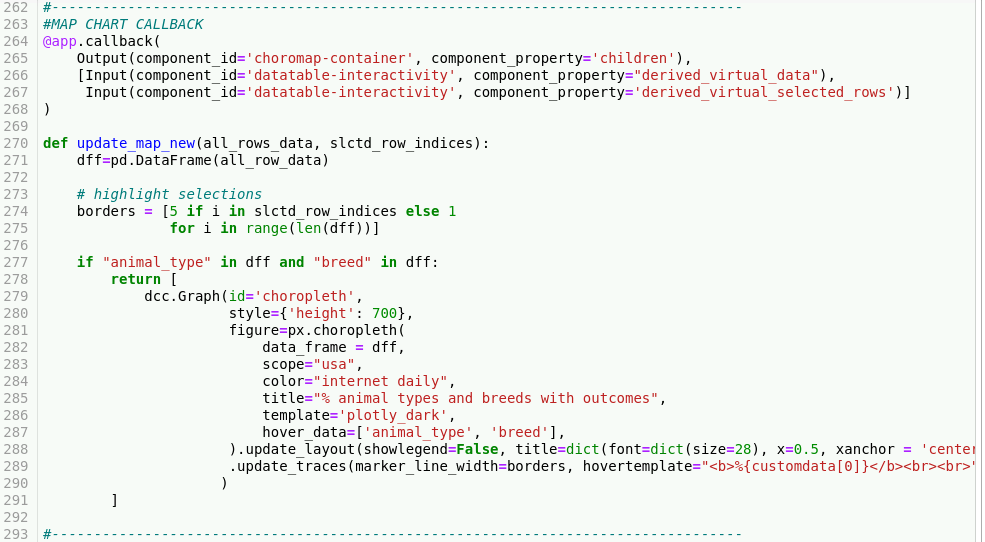 262 #----------------------------------------------------------------------------------
263 #MAP CHART CALLBACK
264 @app.callback(
265     Output(component_id='choromap-container', component_property='children'),
266     [Input(component_id='datatable-interactivity', component_property="derived_virtual_data"),
267      Input(component_id='datatable-interactivity', component_property='derived_virtual_selected_rows')]
268 )
269
270 def update_map_new(all_rows_data, slctd_row_indices):
271     dff=pd.DataFrame(all_row_data)
272
273     # highlight selections
274     borders = [5 if i in slctd_row_indices else 1
275                for i in range(len(dff))]
276
277     if "animal_type" in dff and "breed" in dff:
278         return [
279             dcc.Graph(id='choropleth',
280                       style={'height': 700},
281                       figure=px.choropleth(
282                           data_frame = dff,
283                           scope="usa",
284                           color="internet daily",
285                           title="% animal types and breeds with outcomes",
286                           template='plotly_dark',
287                           hover_data=['animal_type', 'breed'],
288                       ).update_layout(showlegend=False, title=dict(font=dict(size=28), x=0.5, xanchor = 'center
289                       .update_traces(marker_line_width=borders, hovertemplate="<b>%{customdata[0]}</b><br><br>"
290                      )
291         ]
292
293 #----------------------------------------------------------------------------------